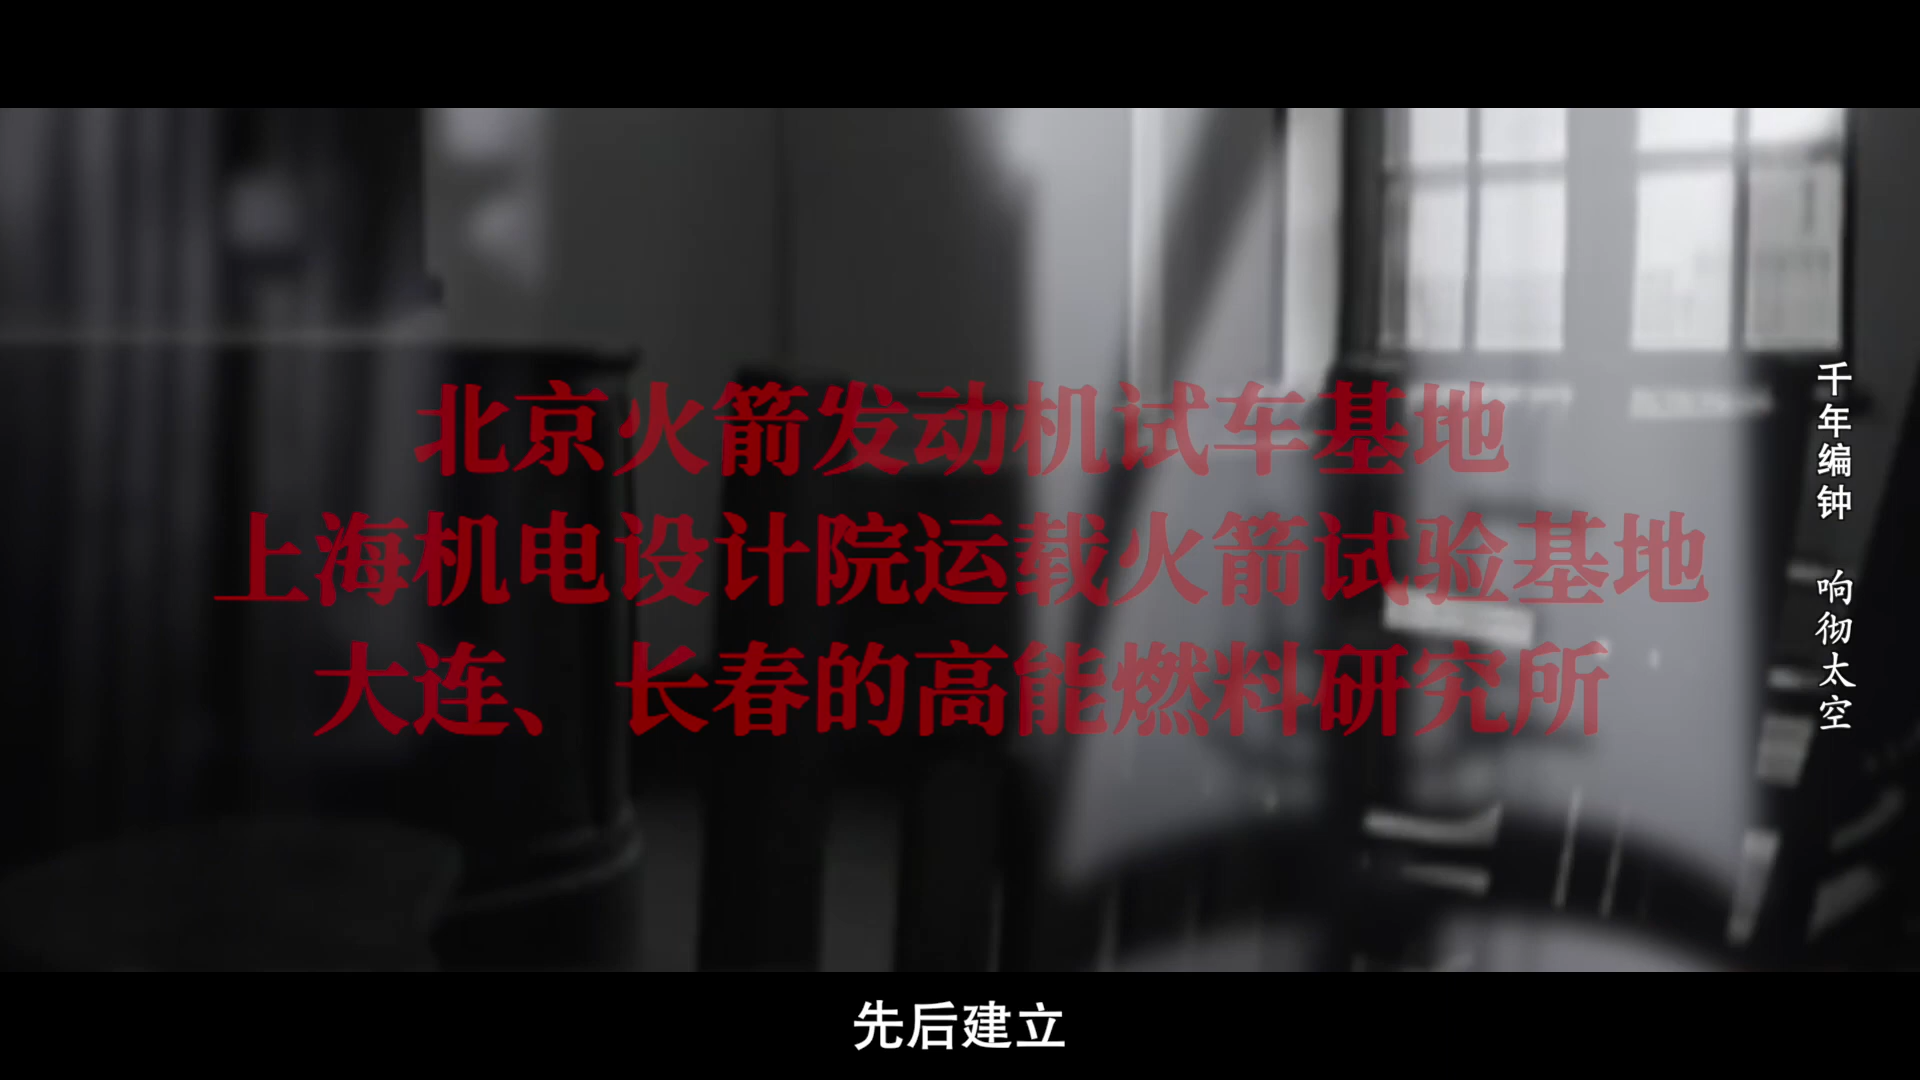 北京火箭发动机试车基地
上海机电设计院运载火箭试验基地
大连、长春的高能燃料研究所
千年编钟 响彻太空
先后建立